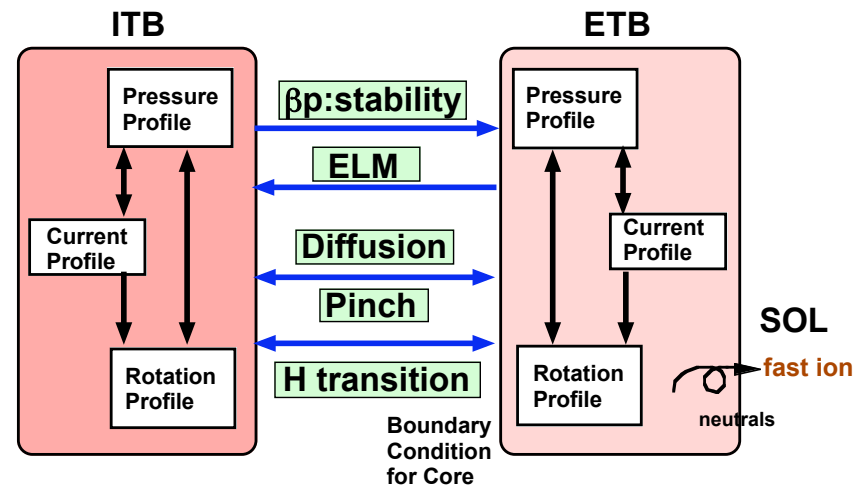 ITB
ETB
Pressure
Profile
βp:stability
Pressure
Profile
ELM
Current
Profile
Diffusion
Current
Profile
Pinch
SOL
Rotation
Profile
H transition
Rotation
Profile
fast ion
neutrals
Boundary
Condition
for Core